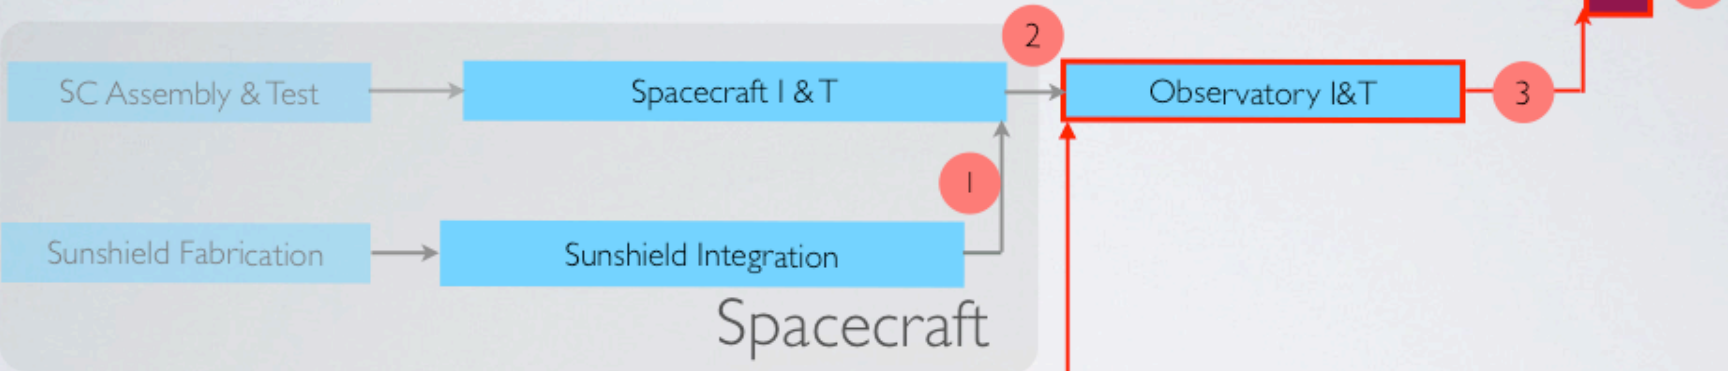 2
SC Assembly & Test
Spacecraft I & T
Observatory I&T
3
1
Sunshield Fabrication
Sunshield Integration
Spacecraft